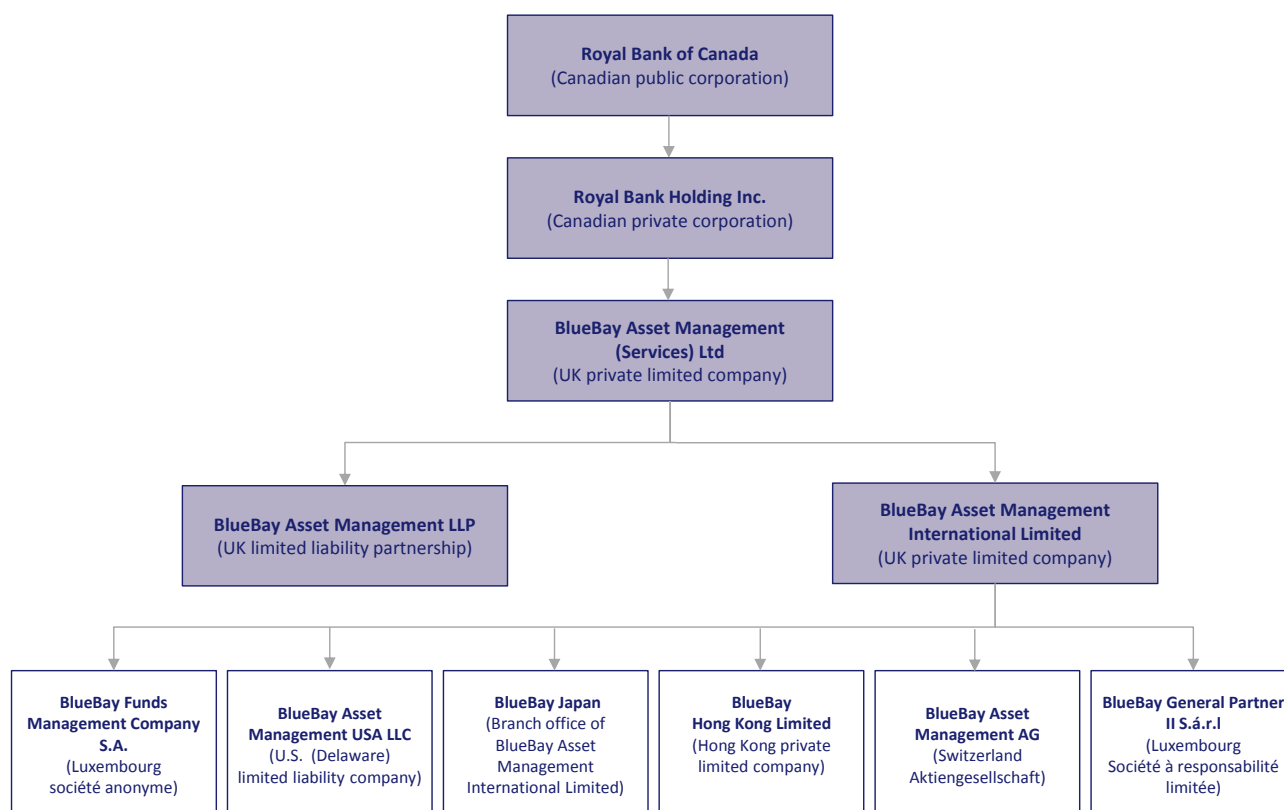 Royal Bank of Canada
(Canadian public corporation)
Royal Bank Holding Inc.
(Canadian private corporation)
BlueBay Asset Management
(Services) Ltd
(UK private limited company)
BlueBay Asset Management LLP
(UK limited liability partnership)
BlueBay Asset Management
International Limited
(UK private limited company)
BlueBay Funds
Management Company
S.A.
(Luxembourg
société anonyme)
BlueBay Asset
Management USA LLC
(U.S. (Delaware)
limited liability company)
BlueBay Japan
(Branch office of
BlueBay Asset
Management
International Limited)
BlueBay
Hong Kong Limited
(Hong Kong private
limited company)
BlueBay Asset
Management AG
(Switzerland
Aktiengesellschaft)
BlueBay General Partner
II S.á.r.l
(Luxembourg
Société à responsabilité
limitée)